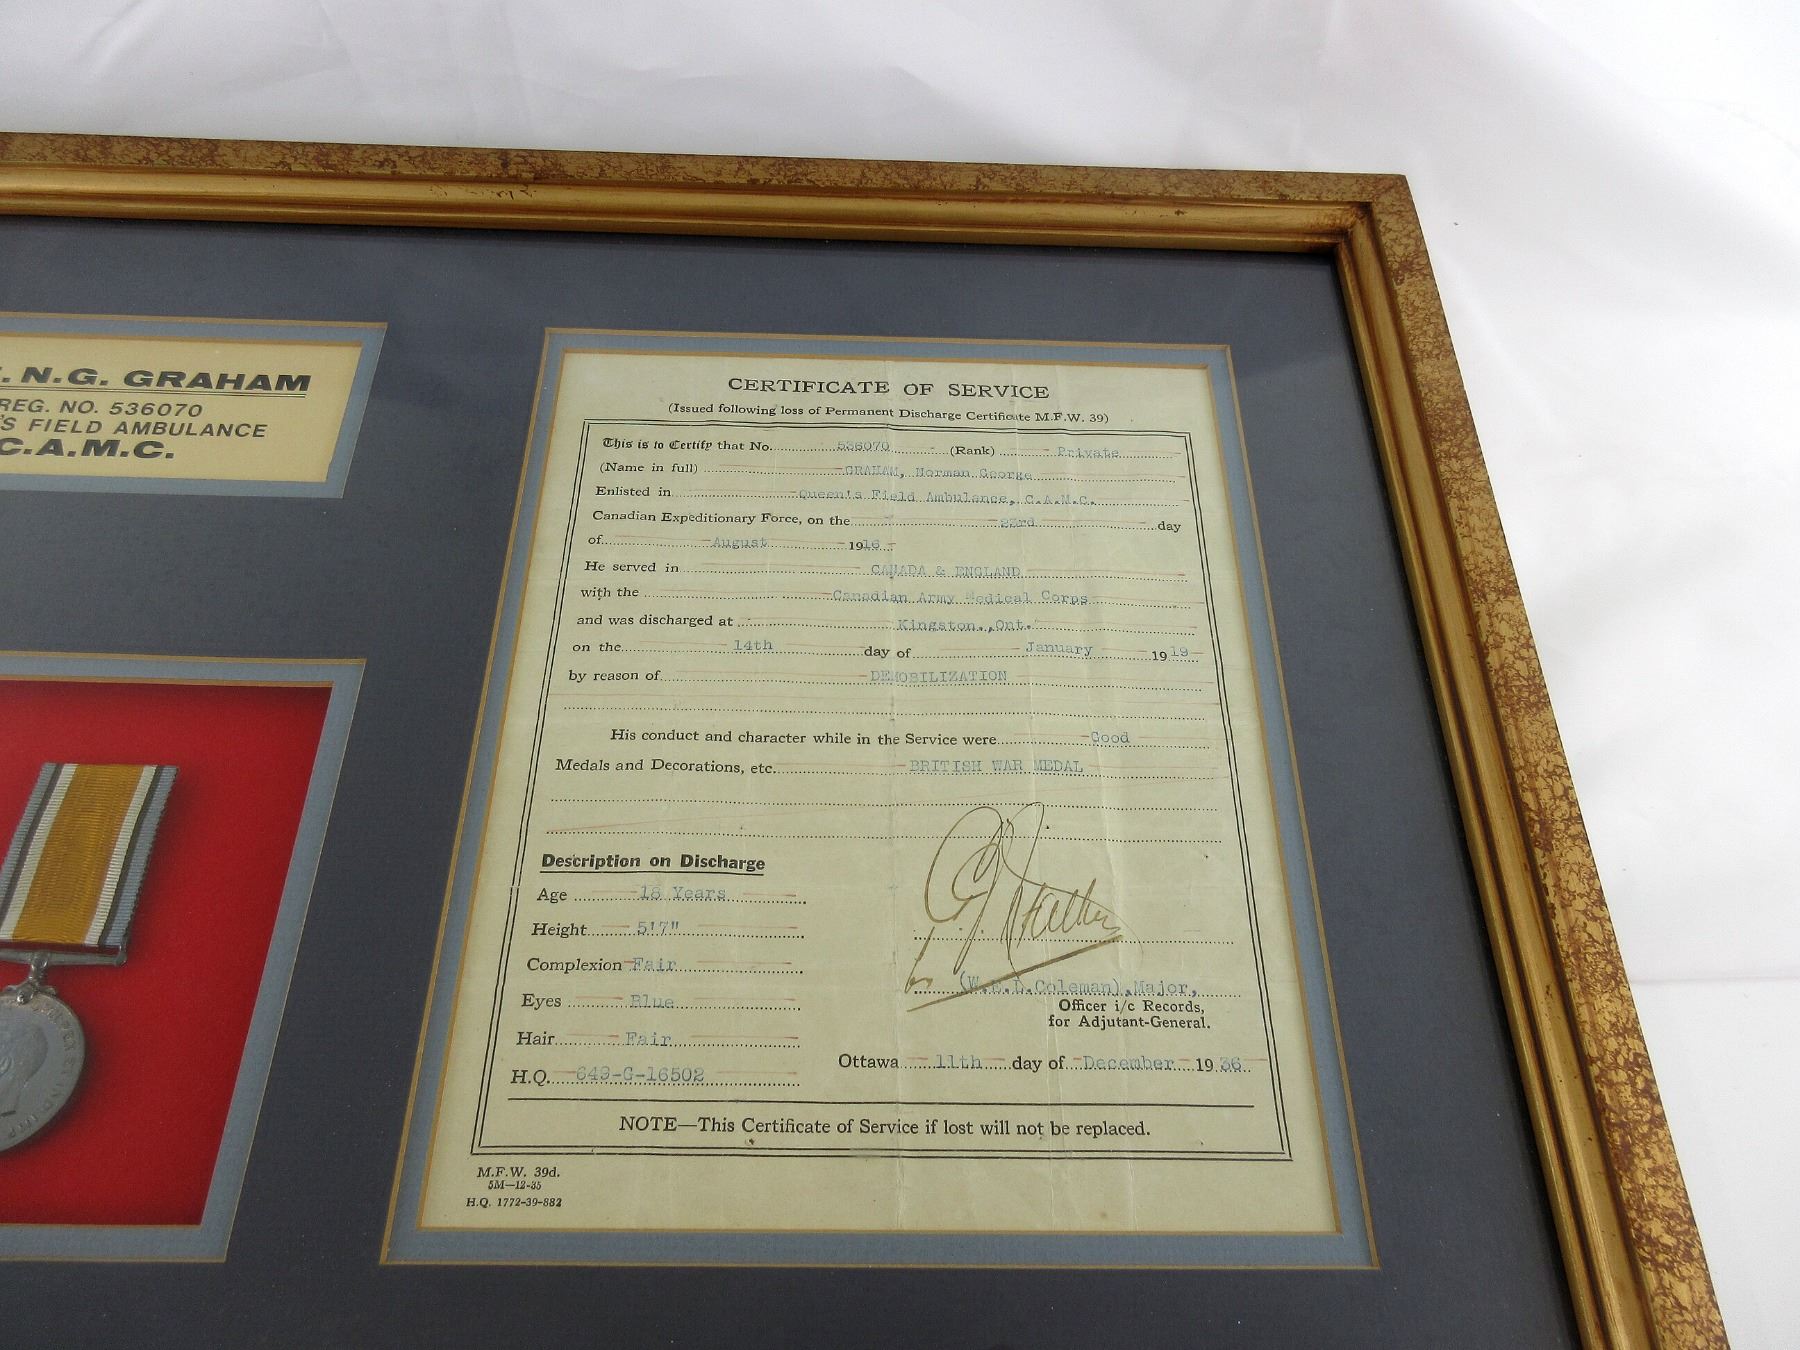 . N.G. GRAHAM
REG. NO. 536070
'S FIELD AMBULANCE
C.A.M.C.
CERTIFICATE OF SERVICE
(Issued following loss of Permanent Discharge Certificate M.F.W. 39)
This is to Certify that No. 536070 (Rank) Private
(Name in full) GRAHAM, Norman George
Enlisted in Queen's Field Ambulance, C.A.M.C.
Canadian Expeditionary Force, on the 23rd day
of August 1916
He served in CANADA & ENGLAND
with the Canadian Army Medical Corps
and was discharged at Kingston.,Ont.
on the 14th day of January 1919
by reason of DEMOBILIZATION
His conduct and character while in the Service were Good
Medals and Decorations, etc. BRITISH WAR MEDAL
Description on Discharge
Age 18 Years
Height 5'7"
Complexion Fair
Eyes Blue
Hair Fair
H.Q. 649-G-16502
(W.E.L.Coleman),Major,
Officer i/c Records,
for Adjutant-General.
Ottawa 11th day of December 1936
NOTE—This Certificate of Service if lost will not be replaced.
M.F.W. 39d.
5M—12-35
H.Q. 1772-39-882